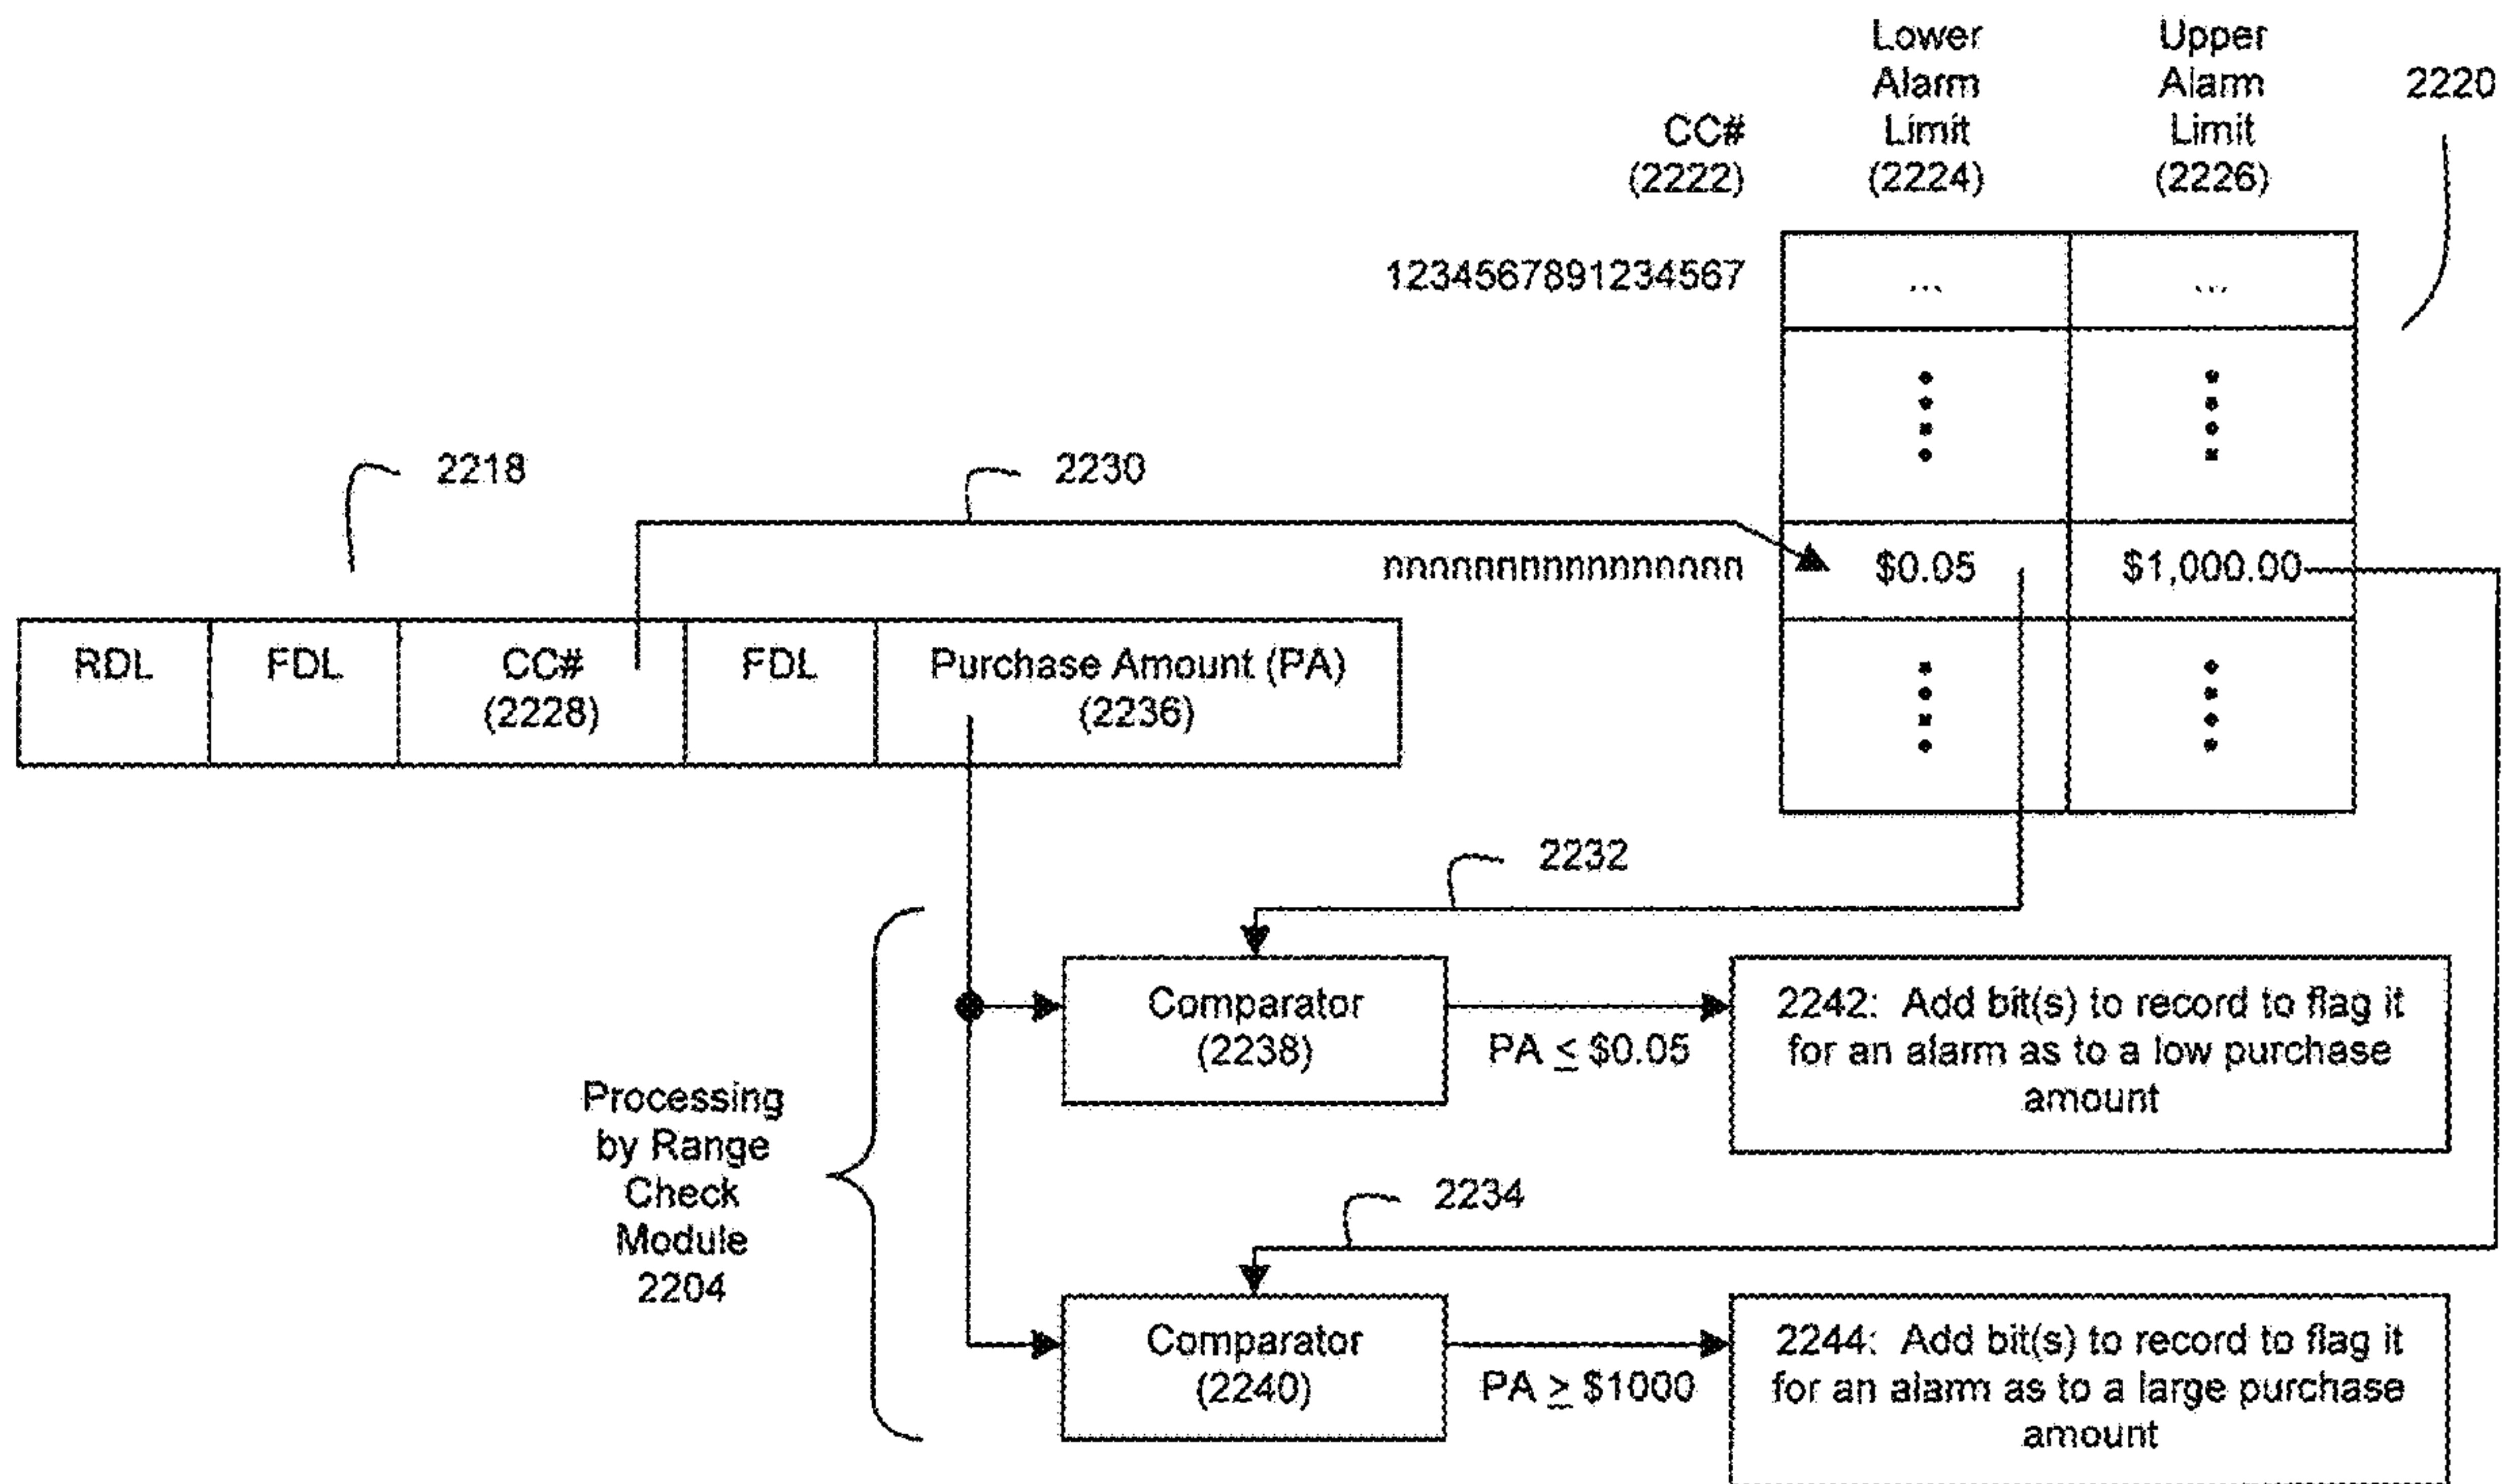 Lower
Alarm
Limit
(2224)
Upper
Alarm
Limit
(2226)
2220
CC#
(2222)
1234567891234567
...
...
2218
2230
nnnnnnnnnnnnnnnn
$0.05
$1,000.00
RDL
FDL
CC#
(2228)
FDL
Purchase Amount (PA)
(2236)
2232
Comparator
(2238)
PA ≤ $0.05
2242: Add bit(s) to record to flag it
for an alarm as to a low purchase
amount
Processing
by Range
Check
Module
2204
2234
Comparator
(2240)
PA ≥ $1000
2244: Add bit(s) to record to flag it
for an alarm as to a large purchase
amount